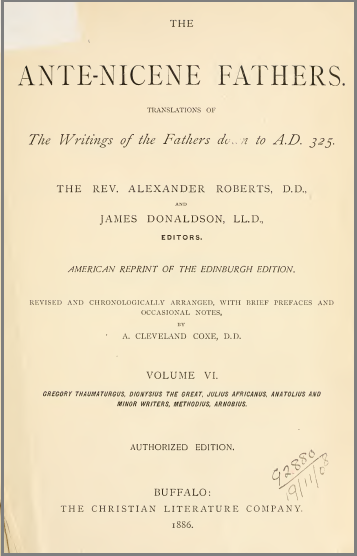 THE
ANTE-NICENE FATHERS.
TRANSLATIONS OF
The Writings of the Fathers to A.D. 325.
THE REV. ALEXANDER ROBERTS, D.D.,
AND
JAMES DONALDSON, LL.D.,
EDITORS.
AMERICAN REPRINT OF THE EDINBURGH EDITION.
REVISED AND CHRONOLOGICALLY ARRANGED, WITH BRIEF PREFACES AND
OCCASIONAL NOTES,
BY
A. CLEVELAND COXE, D.D.
VOLUME VI.
GREGORY THAUMATURGUS, DIONYSIUS THE GREAT, JULIUS AFRICANUS, ANATOLIUS AND
MINOR WRITERS, METHODIUS, ARNOBIUS.
AUTHORIZED EDITION.
92880
19/11/08
BUFFALO:
THE CHRISTIAN LITERATURE COMPANY.
1886.